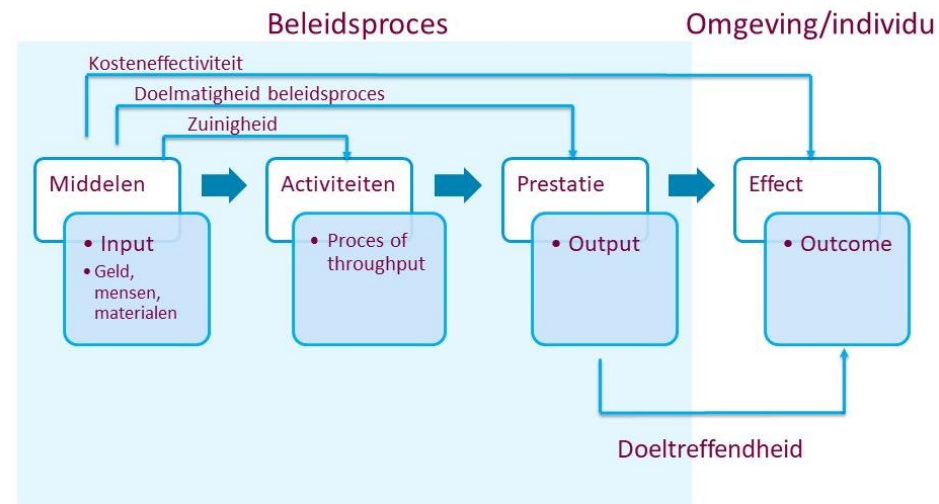 Beleidsproces
Omgeving/individu
Kosteneffectiviteit
Doelmatigheid beleidsproces
Zuinigheid
Middelen
Activiteiten
Prestatie
Effect
• Input
• Geld,
mensen,
materialen
• Proces of
throughput
• Output
• Outcome
Doeltreffendheid